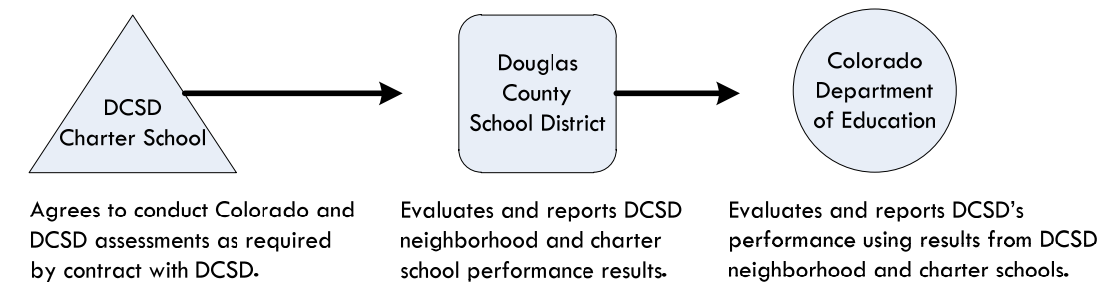 DCSD
Charter School
Douglas
County
School District
Colorado
Department
of Education
Agrees to conduct Colorado and
DCSD assessments as required
by contract with DCSD.
Evaluates and reports DCSD
neighborhood and charter
school performance results.
Evaluates and reports DCSD's
performance using results from DCSD
neighborhood and charter schools.